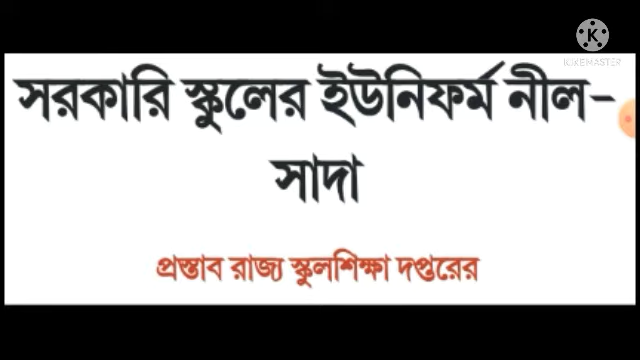 K
KINEMASTER
সরকারি স্কুলের ইউনিফর্ম নীল-
সাদা
প্রস্তাব রাজ্য স্কুলশিক্ষা দপ্তরের